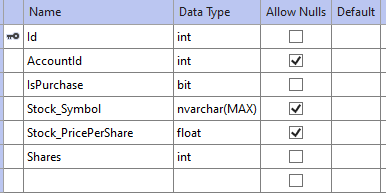 Name Data Type Allow Nulls Default
Id int
AccountId int
IsPurchase bit
Stock_Symbol nvarchar(MAX)
Stock_PricePerShare float
Shares int